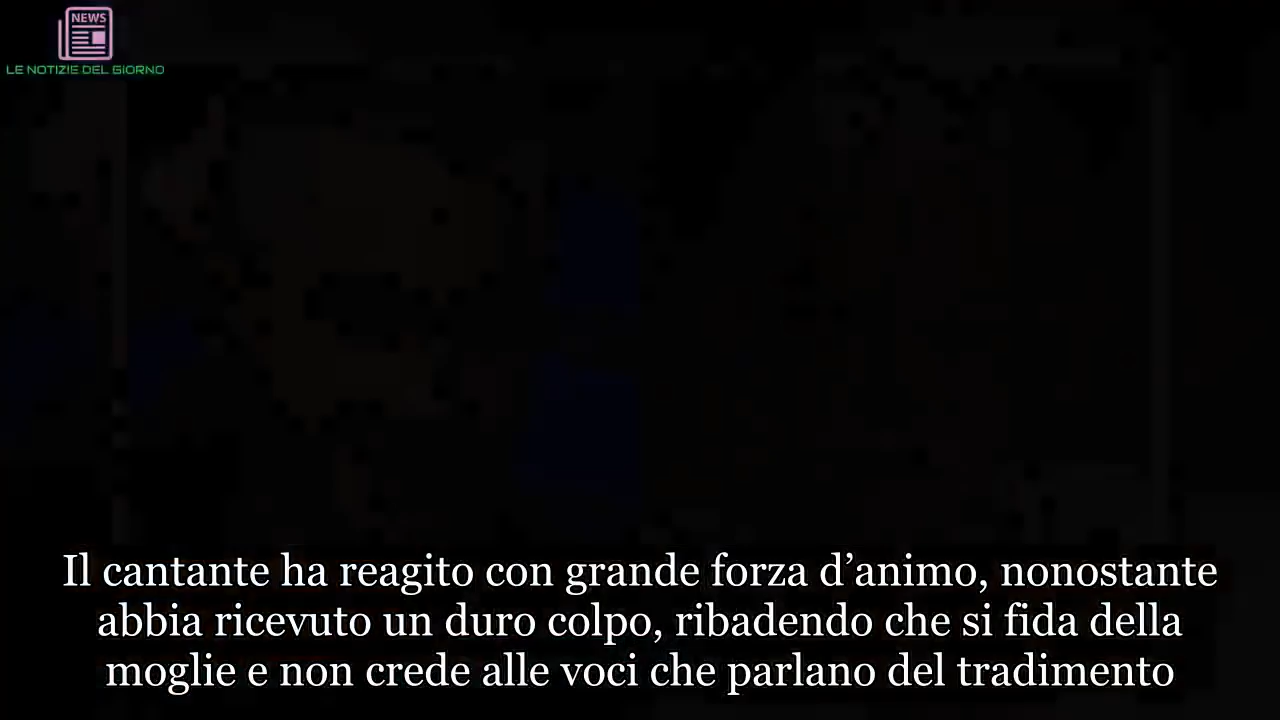 NEWS
LE NOTIZIE DEL GIORNO
Il cantante ha reagito con grande forza d’animo, nonostante
abbia ricevuto un duro colpo, ribadendo che si fida della
moglie e non crede alle voci che parlano del tradimento